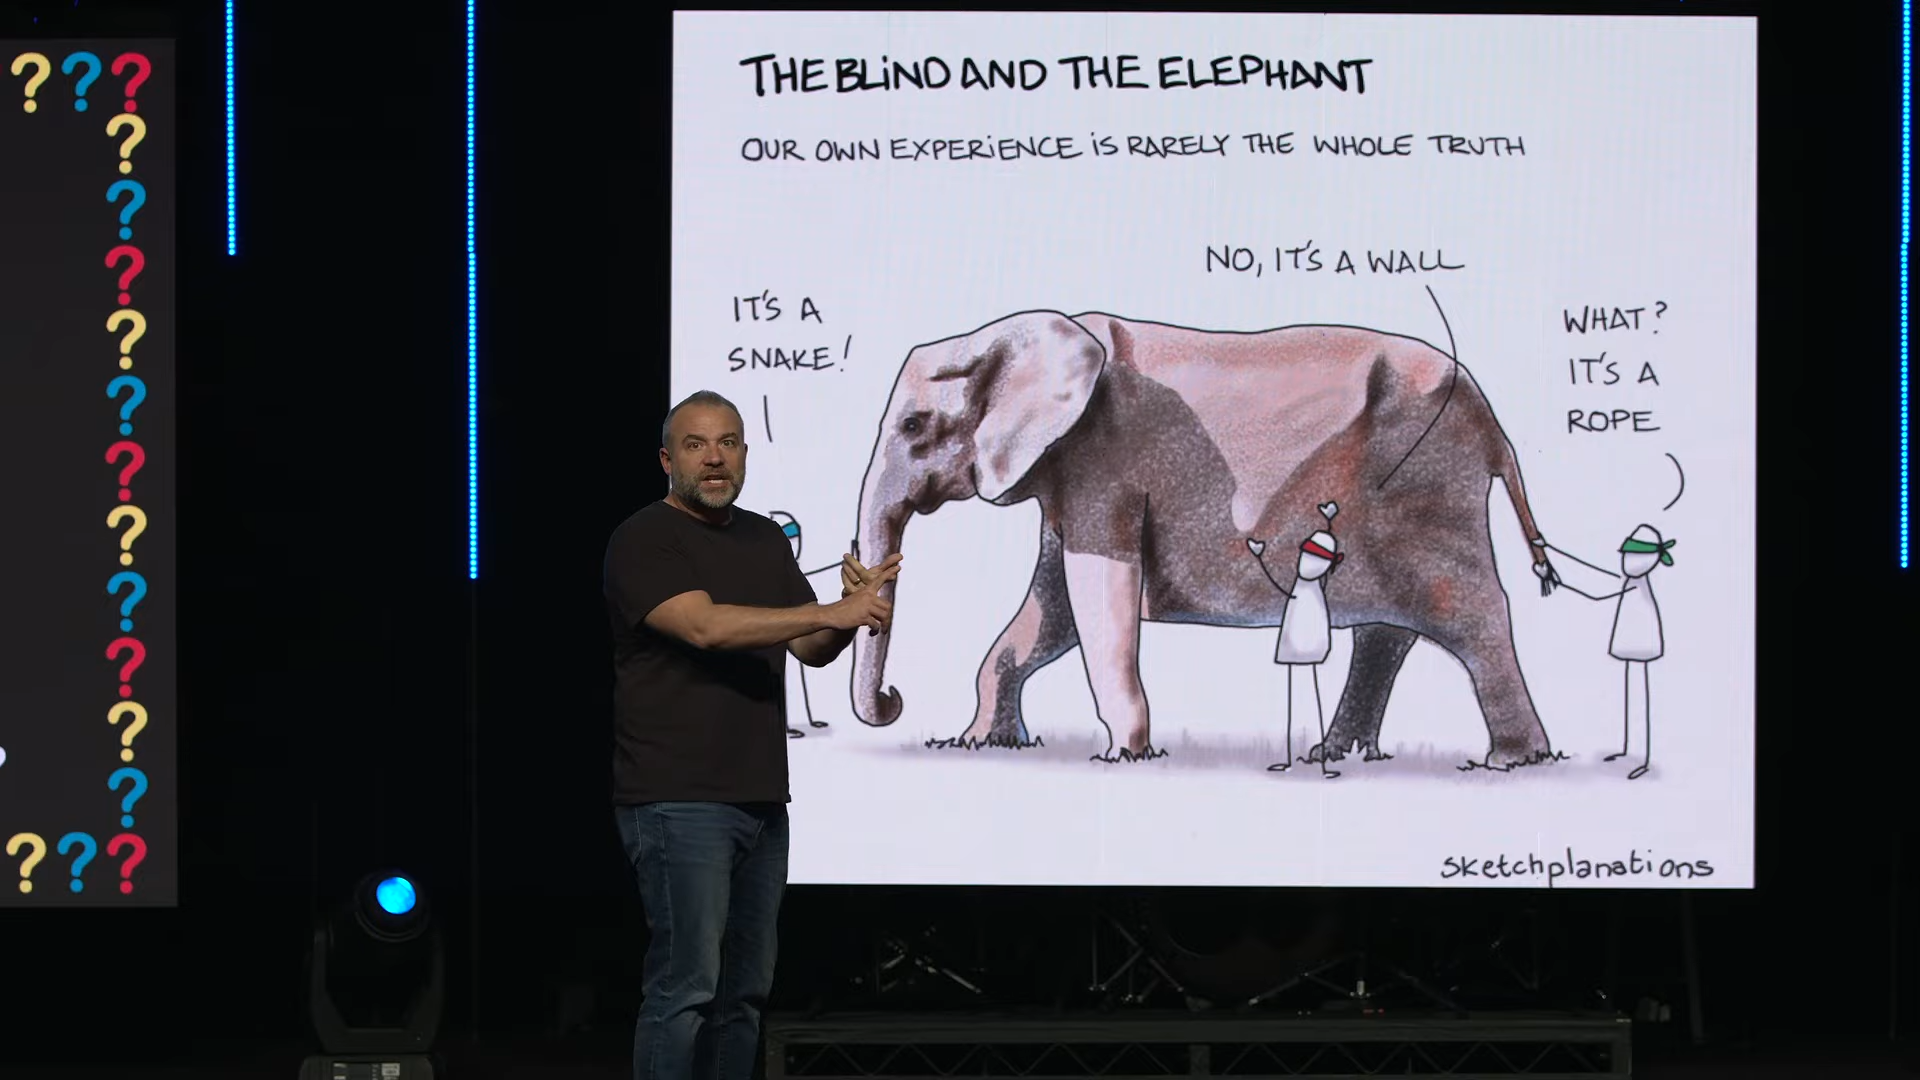 THE BLIND AND THE ELEPHANT
OUR OWN EXPERIENCE IS RARELY THE WHOLE TRUTH
NO, IT'S A WALL
IT'S A
SNAKE!
WHAT?
IT'S A
ROPE
sketchplanations
? ? ?
?
?
?
?
?
?
?
?
?
?
?
? ? ?